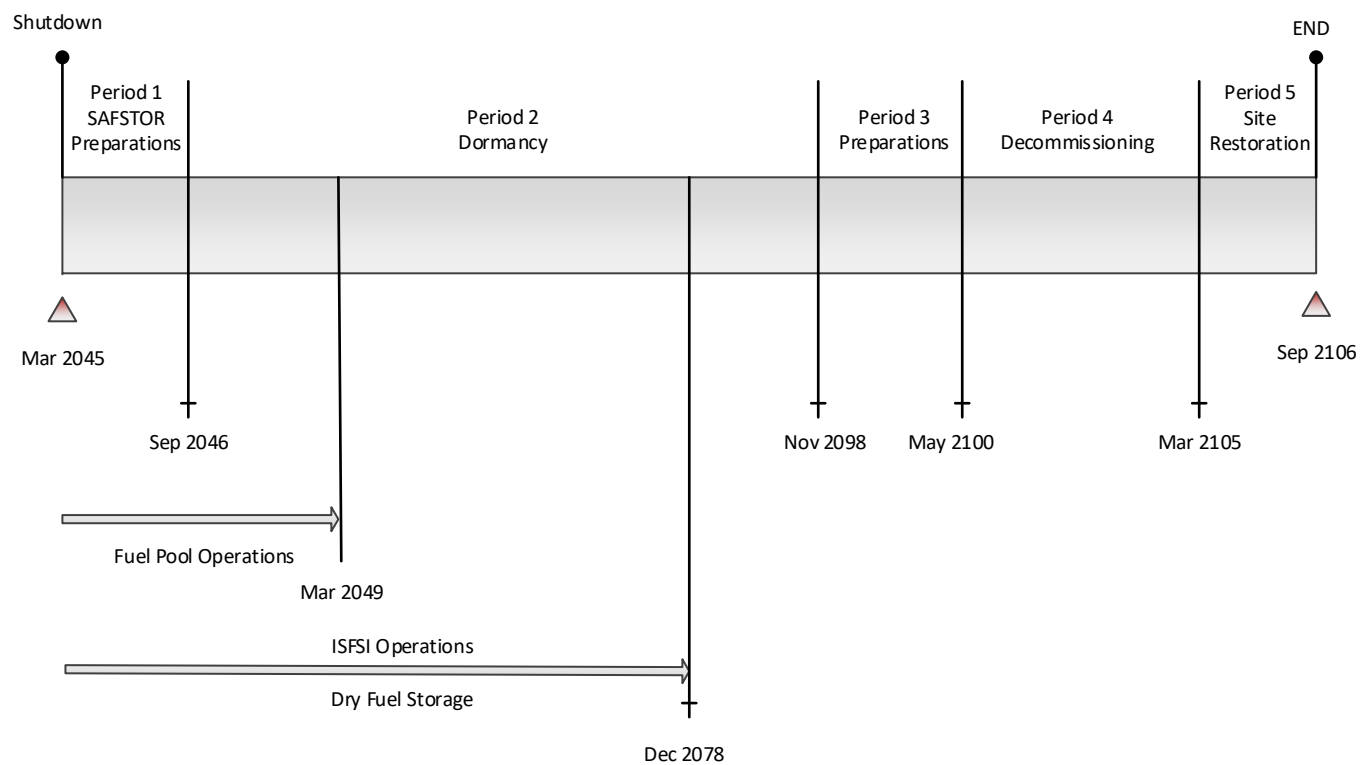 Shutdown
END
Period 1
SAFSTOR
Preparations
Period 2
Dormancy
Period 3
Preparations
Period 4
Decommissioning
Period 5
Site
Restoration
Mar 2045
Sep 2106
Sep 2046
Nov 2098
May 2100
Mar 2105
Fuel Pool Operations
Mar 2049
ISFSI Operations
Dry Fuel Storage
Dec 2078